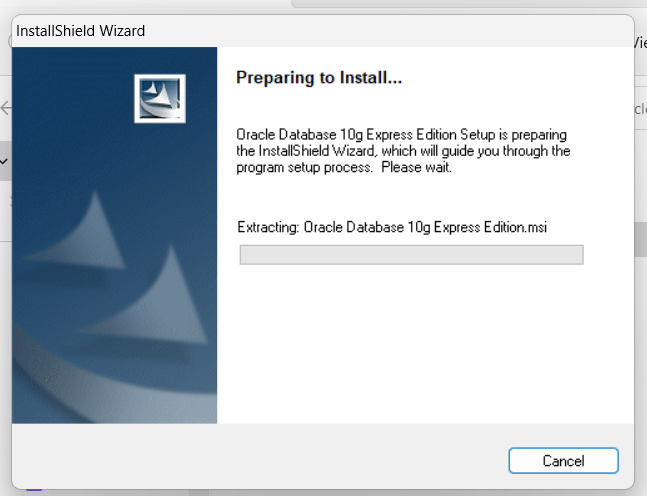 InstallShield Wizard
Preparing to Install...
Oracle Database 10g Express Edition Setup is preparing
the InstallShield Wizard, which will guide you through the
program setup process.  Please wait.
Extracting: Oracle Database 10g Express Edition.msi
Cancel